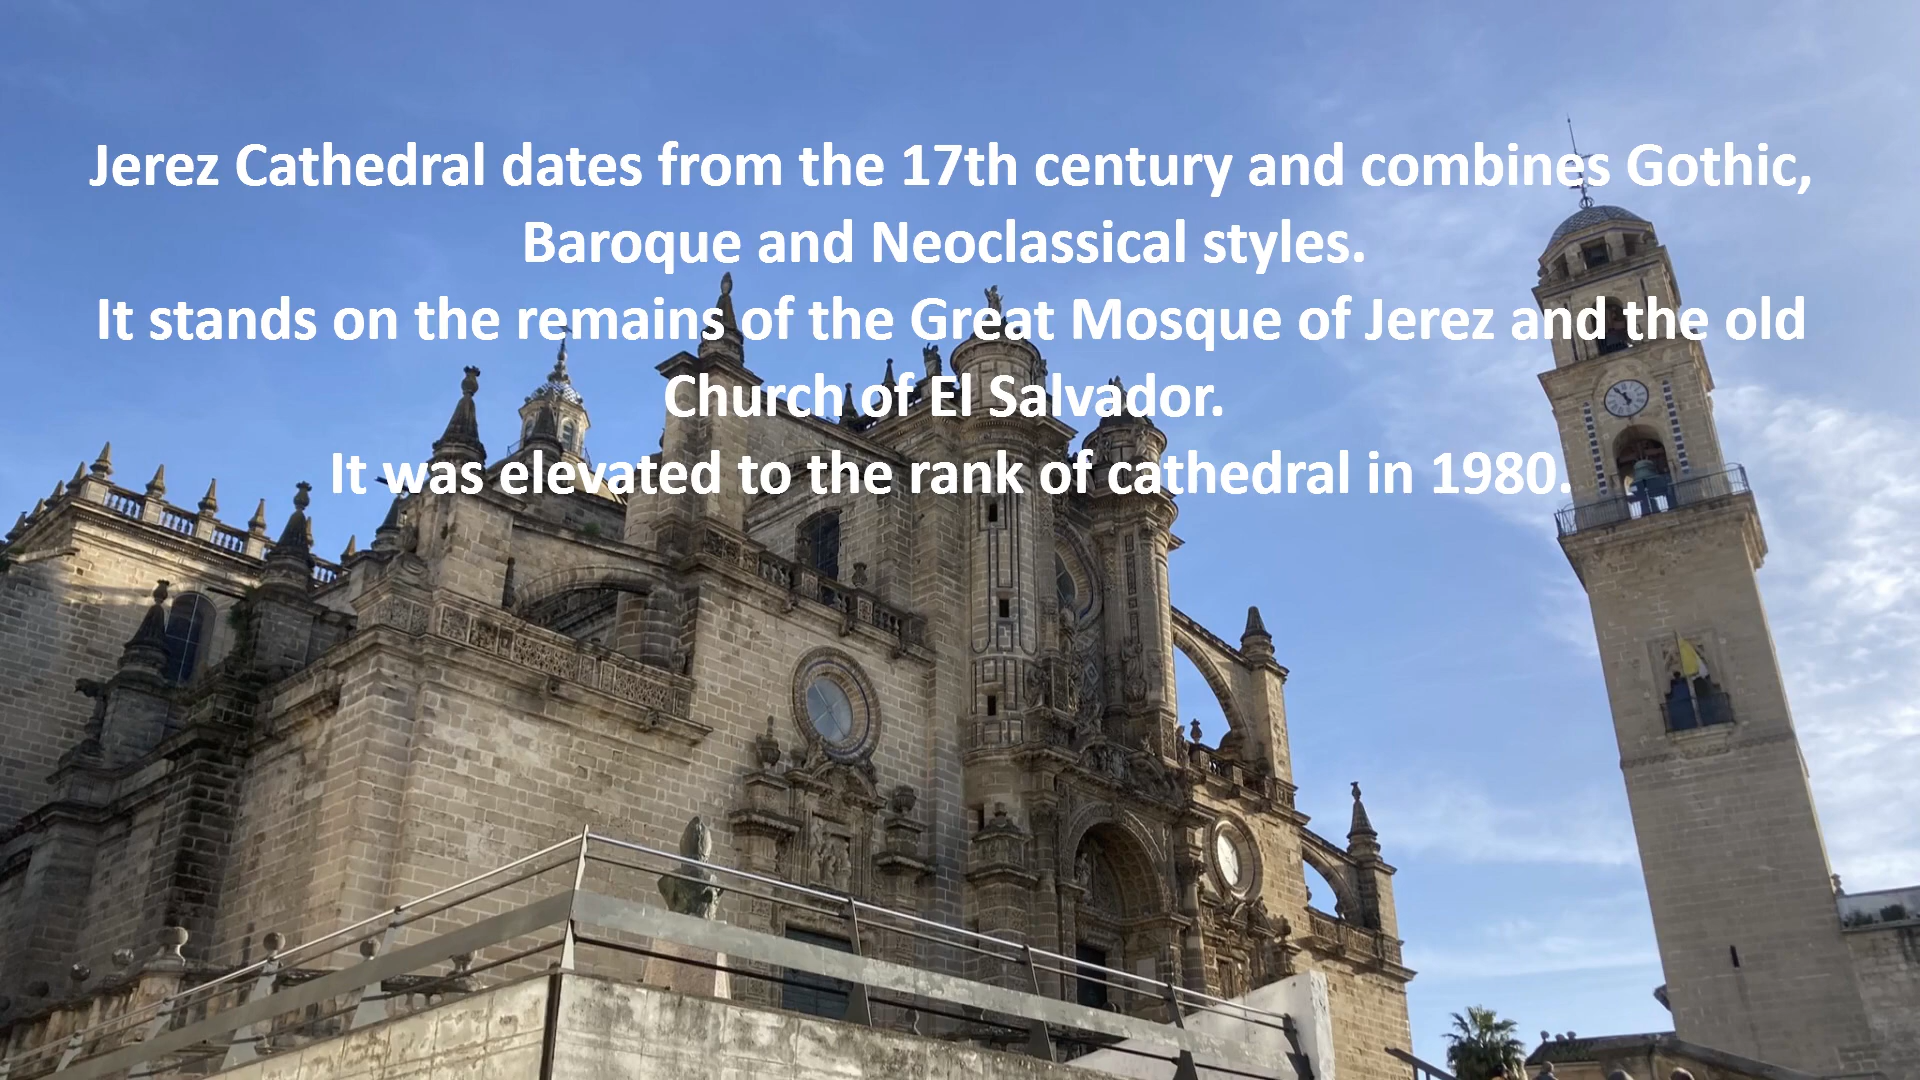 Jerez Cathedral dates from the 17th century and combines Gothic,
Baroque and Neoclassical styles.
It stands on the remains of the Great Mosque of Jerez and the old
Church of El Salvador.
It was elevated to the rank of cathedral in 1980.